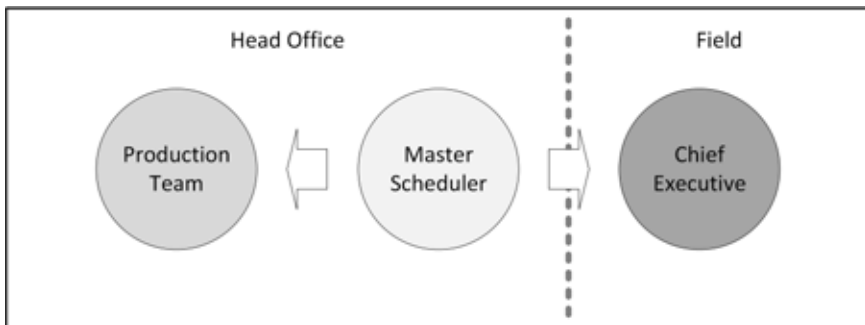 Head Office
Field
Production
Team
Master
Scheduler
Chief
Executive